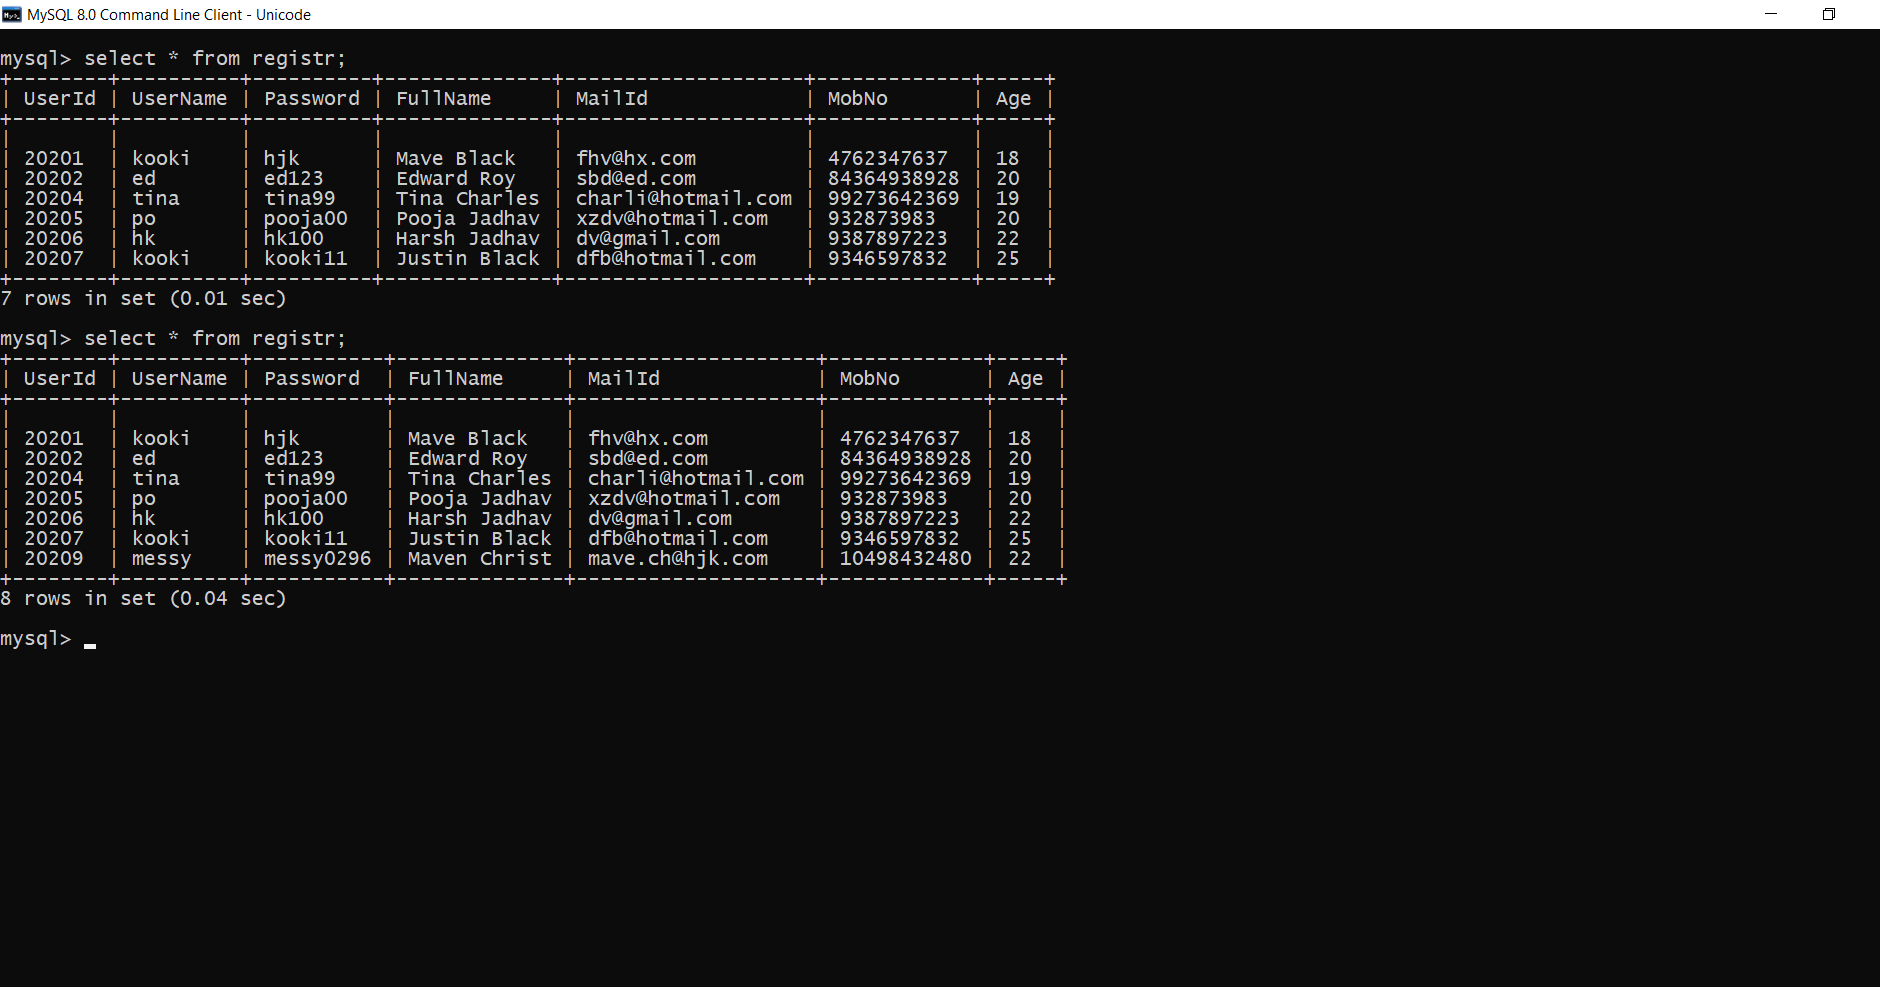 MySQL 8.0 Command Line Client - Unicode
mysql> select * from registr;
+--------+----------+----------+--------------+--------------------+-------------+-----+
| UserId | UserName | Password | FullName     | MailId             | MobNo       | Age |
+--------+----------+----------+--------------+--------------------+-------------+-----+
|        |          |          |              |                    |             |     |
| 20201  | kooki    | hjk      | Mave Black   | fhv@hx.com         | 4762347637  | 18  |
| 20202  | ed       | ed123    | Edward Roy   | sbd@ed.com         | 84364938928 | 20  |
| 20204  | tina     | tina99   | Tina Charles | charli@hotmail.com | 99273642369 | 19  |
| 20205  | po       | pooja00  | Pooja Jadhav | xzdv@hotmail.com   | 932873983   | 20  |
| 20206  | hk       | hk100    | Harsh Jadhav | dv@gmail.com       | 9387897223  | 22  |
| 20207  | kooki    | kooki11  | Justin Black | dfb@hotmail.com    | 9346597832  | 25  |
+--------+----------+----------+--------------+--------------------+-------------+-----+
7 rows in set (0.01 sec)
mysql> select * from registr;
+--------+----------+-----------+--------------+--------------------+-------------+-----+
| UserId | UserName | Password  | FullName     | MailId             | MobNo       | Age |
+--------+----------+-----------+--------------+--------------------+-------------+-----+
|        |          |           |              |                    |             |     |
| 20201  | kooki    | hjk       | Mave Black   | fhv@hx.com         | 4762347637  | 18  |
| 20202  | ed       | ed123     | Edward Roy   | sbd@ed.com         | 84364938928 | 20  |
| 20204  | tina     | tina99    | Tina Charles | charli@hotmail.com | 99273642369 | 19  |
| 20205  | po       | pooja00   | Pooja Jadhav | xzdv@hotmail.com   | 932873983   | 20  |
| 20206  | hk       | hk100     | Harsh Jadhav | dv@gmail.com       | 9387897223  | 22  |
| 20207  | kooki    | kooki11   | Justin Black | dfb@hotmail.com    | 9346597832  | 25  |
| 20209  | messy    | messy0296 | Maven Christ | mave.ch@hjk.com    | 10498432480 | 22  |
+--------+----------+-----------+--------------+--------------------+-------------+-----+
8 rows in set (0.04 sec)
mysql> _